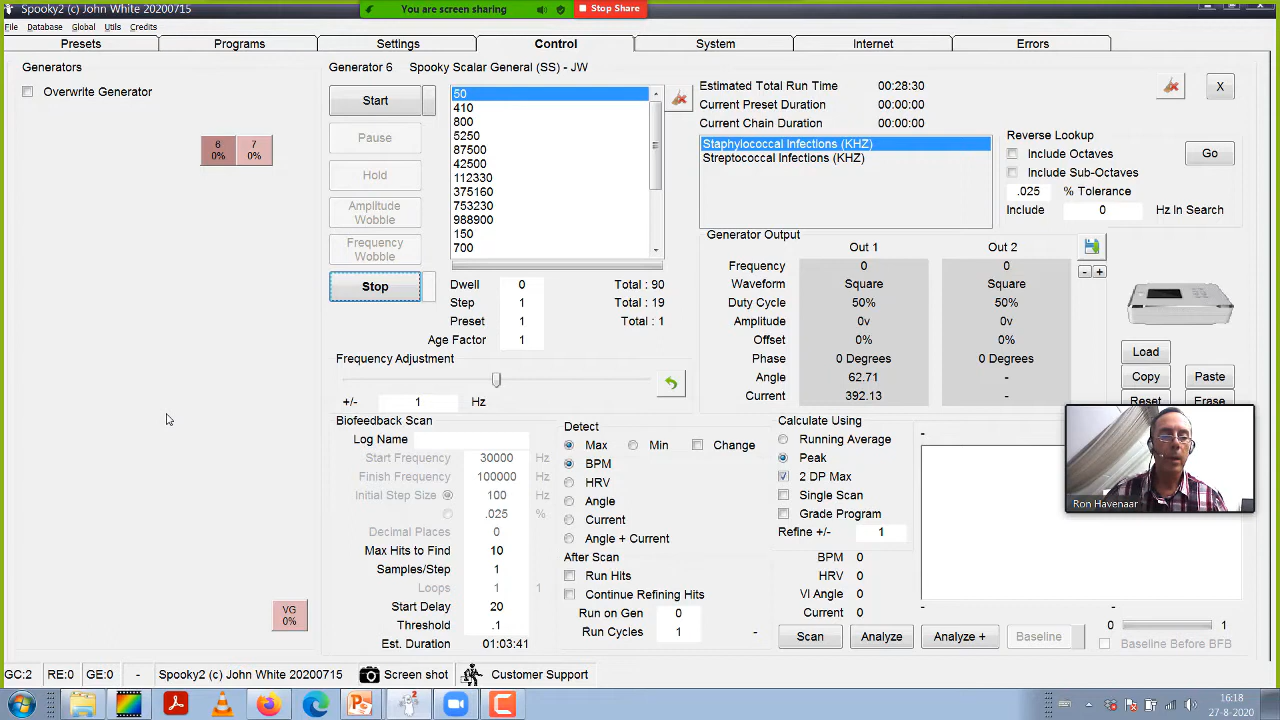 Spooky2 (c) John White 20200715
You are screen sharing
Stop Share
File Database Global Utils Credits
Presets Programs Settings Control System Internet Errors
Generators
Overwrite Generator
6 0%
7 0%
VG 0%
Generator 6 Spooky Scalar General (SS) - JW
Start
Pause
Hold
Amplitude Wobble
Frequency Wobble
Stop
50
410
800
5250
87500
42500
112330
375160
753230
988900
150
700
Dwell 0 Total : 90
Step 1 Total : 19
Preset 1 Total : 1
Age Factor 1
Frequency Adjustment
+/- 1 Hz
Estimated Total Run Time 00:28:30
Current Preset Duration 00:00:00
Current Chain Duration 00:00:00
X
Staphylococcal Infections (KHZ)
Streptococcal Infections (KHZ)
Reverse Lookup
Include Octaves
Go
Include Sub-Octaves
.025 % Tolerance
Include 0 Hz In Search
Generator Output
Out 1 Out 2
- +
Frequency 0 0
Waveform Square Square
Duty Cycle 50% 50%
Amplitude 0v 0v
Offset 0% 0%
Phase 0 Degrees 0 Degrees
Angle 62.71 -
Current 392.13 -
Load
Copy Paste
Reset Erase
Biofeedback Scan
Log Name
Start Frequency 30000 Hz
Finish Frequency 100000 Hz
Initial Step Size 100 Hz
.025 %
Decimal Places 0
Max Hits to Find 10
Samples/Step 1
Loops 1 1
Start Delay 20
Threshold .1
Est. Duration 01:03:41
Detect
Max Min Change
BPM
HRV
Angle
Current
Angle + Current
After Scan
Run Hits
Continue Refining Hits
Run on Gen 0
Run Cycles 1 -
Calculate Using
Running Average
Peak
2 DP Max
Single Scan
Grade Program
Refine +/- 1
BPM 0
HRV 0
VI Angle 0
Current 0
-
- -
Scan Analyze Analyze + Baseline
0 1
Baseline Before BFB
Ron Havenaar
GC:2 RE:0 GE:0 - Spooky2 (c) John White 20200715 Screen shot Customer Support
16:18
27-8-2020